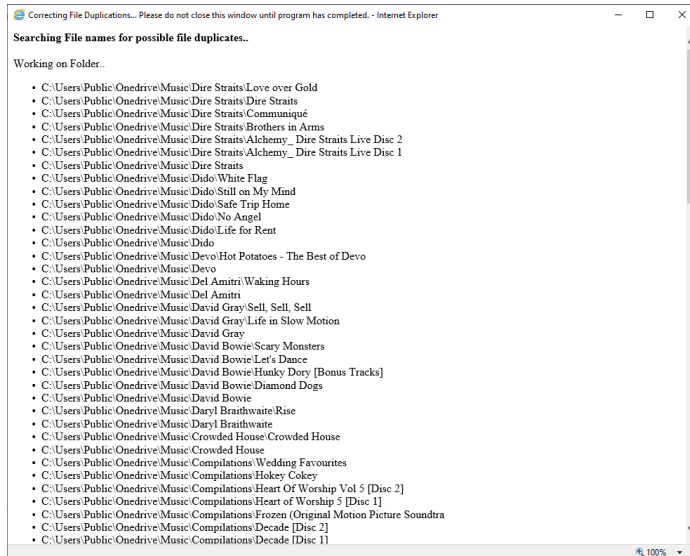 Correcting File Duplications... Please do not close this window until program has completed. - Internet Explorer
Searching File names for possible file duplicates..
Working on Folder..
• C:\Users\Public\Onedrive\Music\Dire Straits\Love over Gold
• C:\Users\Public\Onedrive\Music\Dire Straits\Dire Straits
• C:\Users\Public\Onedrive\Music\Dire Straits\Communiqué
• C:\Users\Public\Onedrive\Music\Dire Straits\Brothers in Arms
• C:\Users\Public\Onedrive\Music\Dire Straits\Alchemy_ Dire Straits Live Disc 2
• C:\Users\Public\Onedrive\Music\Dire Straits\Alchemy_ Dire Straits Live Disc 1
• C:\Users\Public\Onedrive\Music\Dire Straits
• C:\Users\Public\Onedrive\Music\Dido\White Flag
• C:\Users\Public\Onedrive\Music\Dido\Still on My Mind
• C:\Users\Public\Onedrive\Music\Dido\Safe Trip Home
• C:\Users\Public\Onedrive\Music\Dido\No Angel
• C:\Users\Public\Onedrive\Music\Dido\Life for Rent
• C:\Users\Public\Onedrive\Music\Dido
• C:\Users\Public\Onedrive\Music\Devo\Hot Potatoes - The Best of Devo
• C:\Users\Public\Onedrive\Music\Devo
• C:\Users\Public\Onedrive\Music\Del Amitri\Waking Hours
• C:\Users\Public\Onedrive\Music\Del Amitri
• C:\Users\Public\Onedrive\Music\David Gray\Sell, Sell, Sell
• C:\Users\Public\Onedrive\Music\David Gray\Life in Slow Motion
• C:\Users\Public\Onedrive\Music\David Gray
• C:\Users\Public\Onedrive\Music\David Bowie\Scary Monsters
• C:\Users\Public\Onedrive\Music\David Bowie\Let's Dance
• C:\Users\Public\Onedrive\Music\David Bowie\Hunky Dory [Bonus Tracks]
• C:\Users\Public\Onedrive\Music\David Bowie\Diamond Dogs
• C:\Users\Public\Onedrive\Music\David Bowie
• C:\Users\Public\Onedrive\Music\Daryl Braithwaite\Rise
• C:\Users\Public\Onedrive\Music\Daryl Braithwaite
• C:\Users\Public\Onedrive\Music\Crowded House\Crowded House
• C:\Users\Public\Onedrive\Music\Crowded House
• C:\Users\Public\Onedrive\Music\Compilations\Wedding Favourites
• C:\Users\Public\Onedrive\Music\Compilations\Hokey Cokey
• C:\Users\Public\Onedrive\Music\Compilations\Heart Of Worship Vol 5 [Disc 2]
• C:\Users\Public\Onedrive\Music\Compilations\Heart of Worship 5 [Disc 1]
• C:\Users\Public\Onedrive\Music\Compilations\Frozen (Original Motion Picture Soundtra
• C:\Users\Public\Onedrive\Music\Compilations\Decade [Disc 2]
• C:\Users\Public\Onedrive\Music\Compilations\Decade [Disc 1]
100%